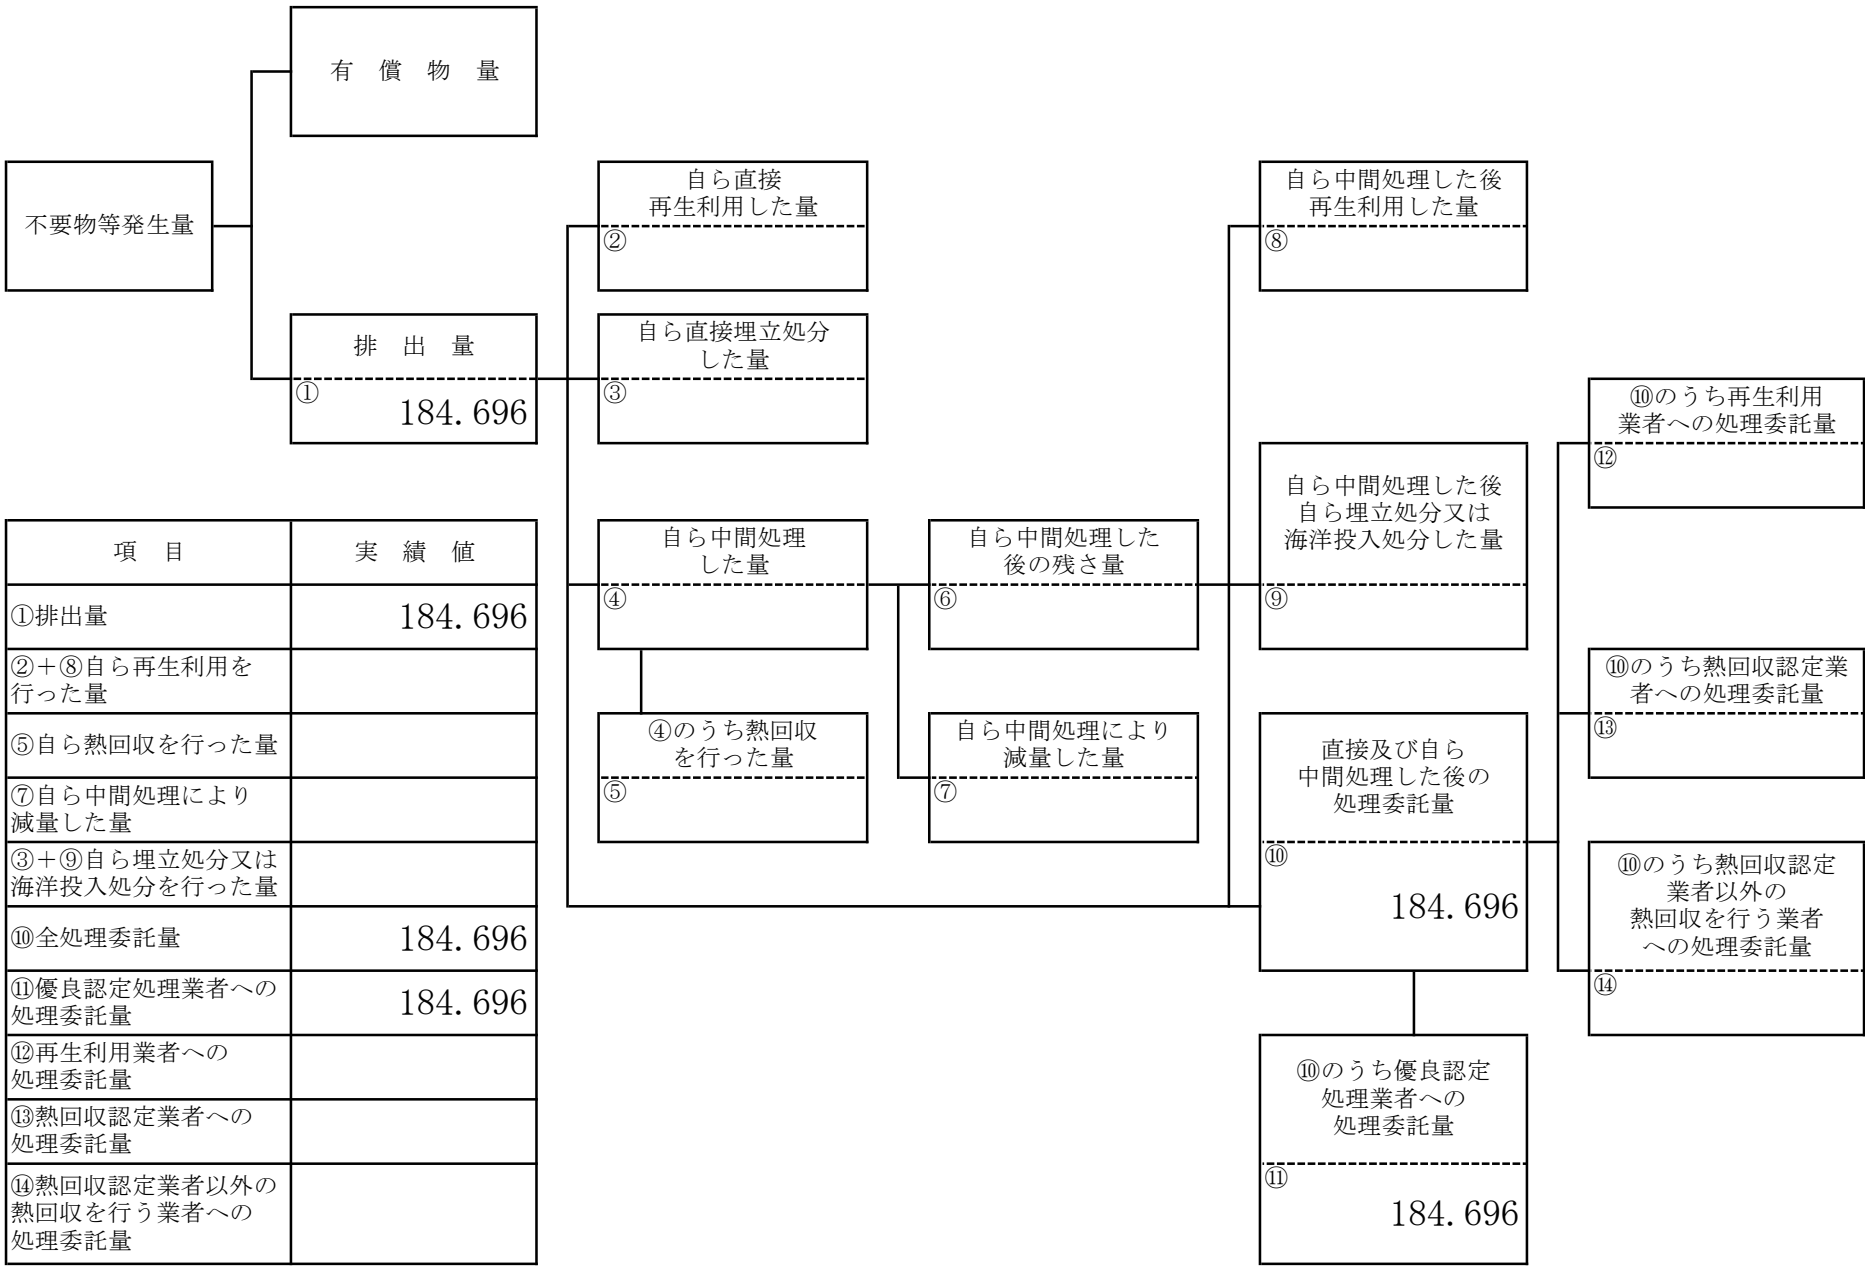 有　償　物　量
不要物等発生量
排　出　量
①
184.696
自ら直接
再生利用した量
②
自ら直接埋立処分
した量
③
自ら中間処理
した量
④
④のうち熱回収
を行った量
⑤
自ら中間処理した
後の残さ量
⑥
自ら中間処理により
減量した量
⑦
自ら中間処理した後
再生利用した量
⑧
自ら中間処理した後
自ら埋立処分又は
海洋投入処分した量
⑨
直接及び自ら
中間処理した後の
処理委託量
⑩
184.696
⑩のうち優良認定
処理業者への
処理委託量
⑪
184.696
⑩のうち再生利用
業者への処理委託量
⑫
⑩のうち熱回収認定業
者への処理委託量
⑬
⑩のうち熱回収認定
業者以外の
熱回収を行う業者
への処理委託量
⑭
項　目　実　績　値
①排出量　184.696
②＋⑧自ら再生利用を
行った量
⑤自ら熱回収を行った量
⑦自ら中間処理により
減量した量
③＋⑨自ら埋立処分又は
海洋投入処分を行った量
⑩全処理委託量　184.696
⑪優良認定処理業者への
処理委託量　184.696
⑫再生利用業者への
処理委託量
⑬熱回収認定業者への
処理委託量
⑭熱回収認定業者以外の
熱回収を行う業者への
処理委託量